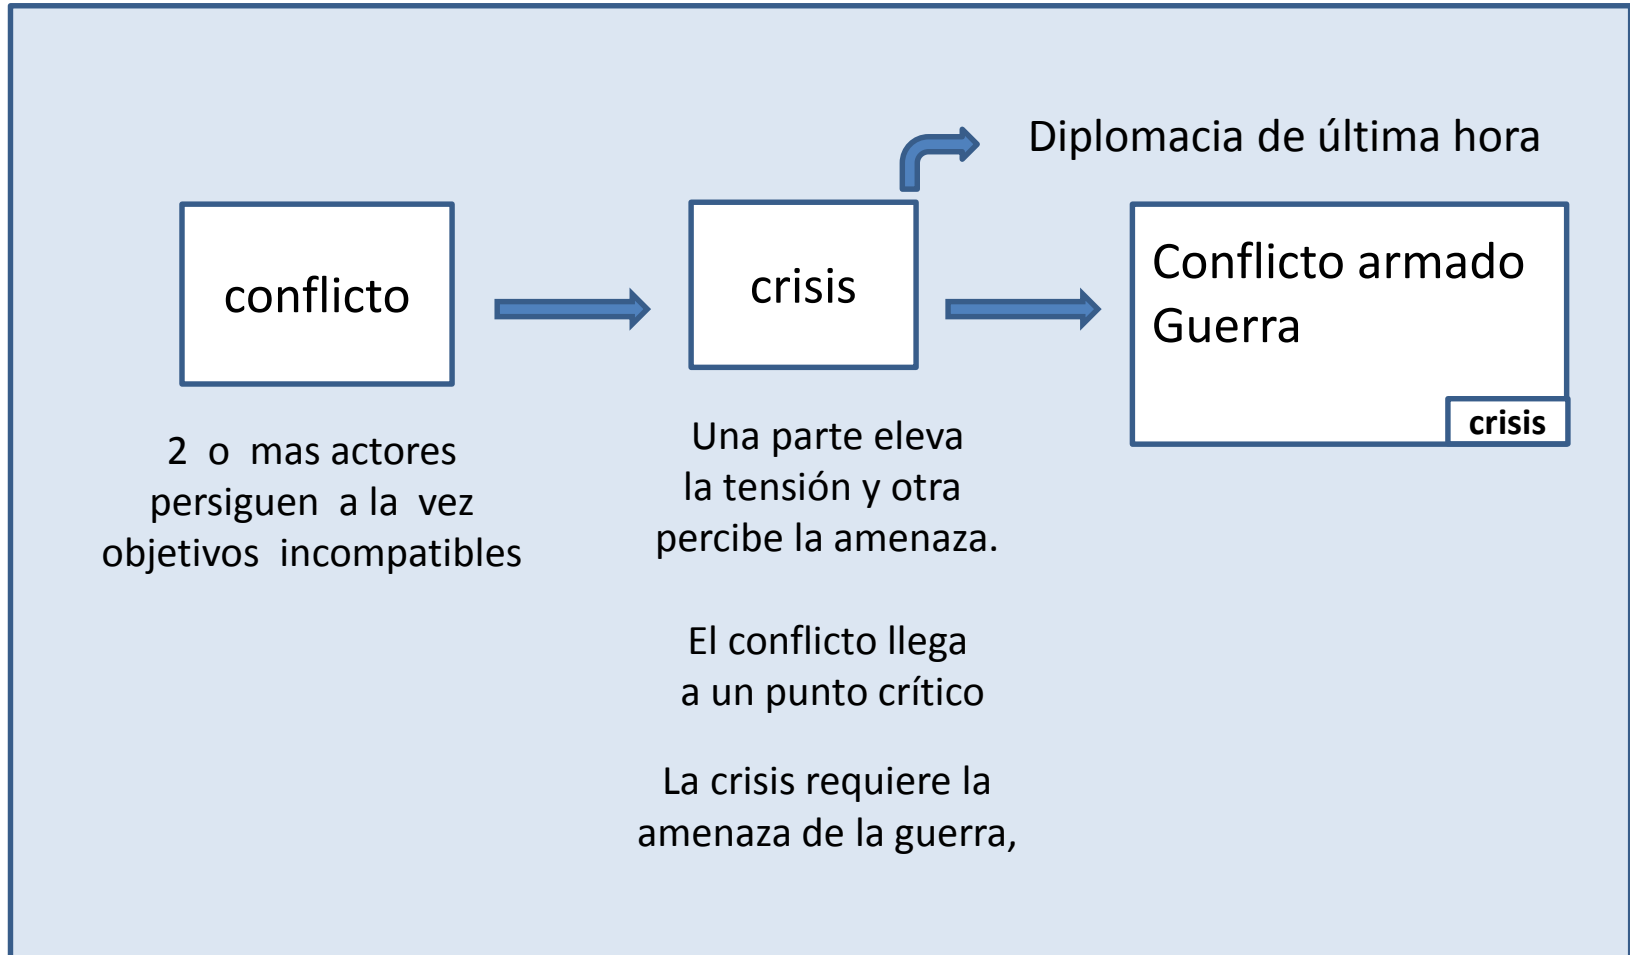 Diplomacia de última hora
conflicto
crisis
Conflicto armado
Guerra
crisis
2 o mas actores
persiguen a la vez
objetivos incompatibles
Una parte eleva
la tensión y otra
percibe la amenaza.
El conflicto llega
a un punto crítico
La crisis requiere la
amenaza de la guerra,